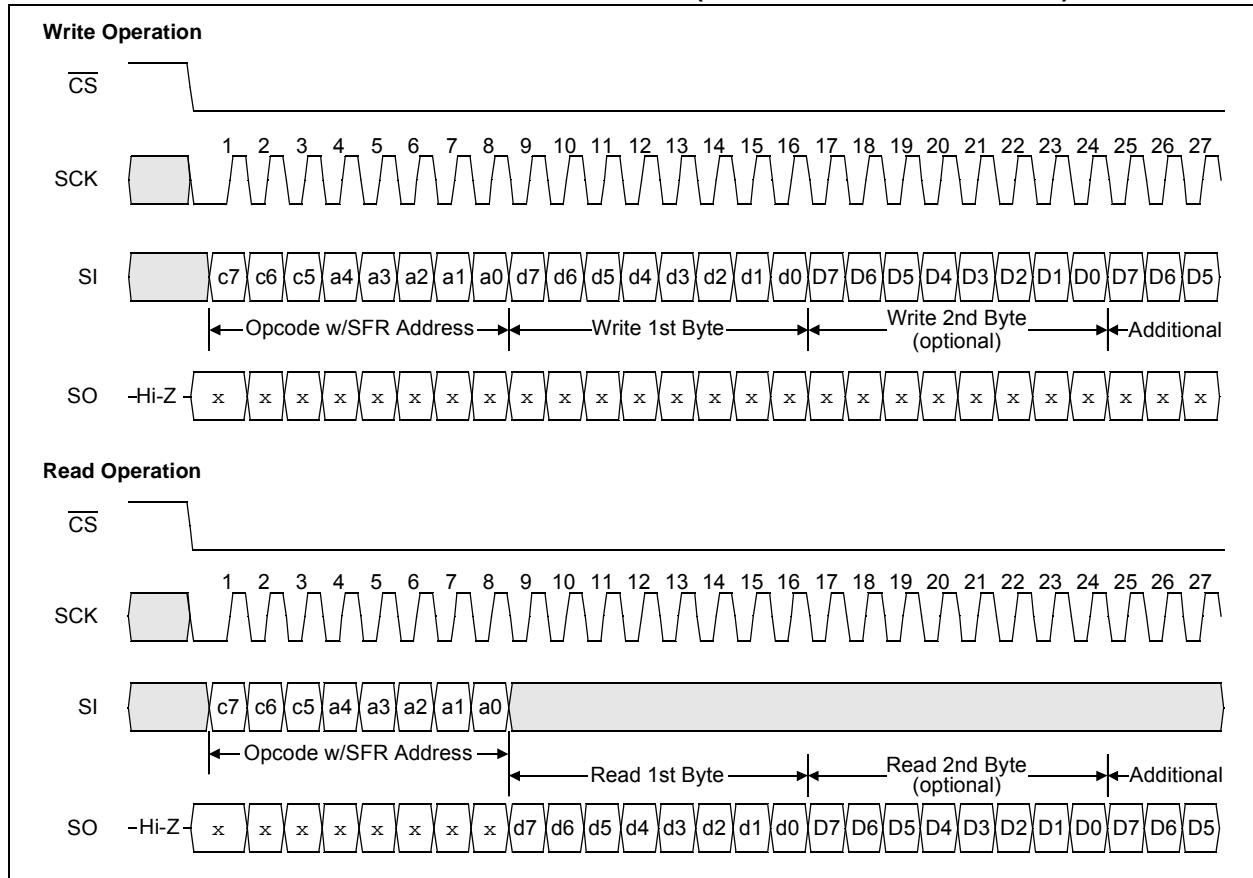 Write Operation
CS
1 2 3 4 5 6 7 8 9 10 11 12 13 14 15 16 17 18 19 20 21 22 23 24 25 26 27
SCK
SI c7 c6 c5 a4 a3 a2 a1 a0 d7 d6 d5 d4 d3 d2 d1 d0 D7 D6 D5 D4 D3 D2 D1 D0 D7 D6 D5
Opcode w/SFR Address Write 1st Byte Write 2nd Byte Additional
(optional)
SO Hi-Z x x x x x x x x x x x x x x x x x x x x x x x x x x x
Read Operation
CS
1 2 3 4 5 6 7 8 9 10 11 12 13 14 15 16 17 18 19 20 21 22 23 24 25 26 27
SCK
SI c7 c6 c5 a4 a3 a2 a1 a0
Opcode w/SFR Address Read 1st Byte Read 2nd Byte Additional
(optional)
SO Hi-Z x x x x x x x x d7 d6 d5 d4 d3 d2 d1 d0 D7 D6 D5 D4 D3 D2 D1 D0 D7 D6 D5